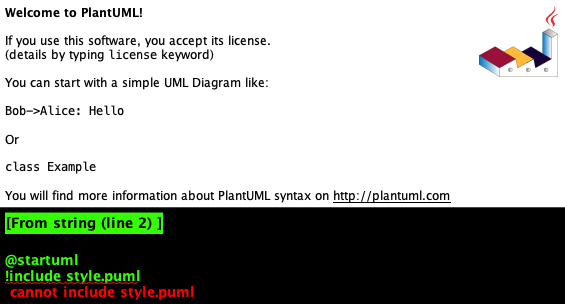 Welcome to PlantUML!
If you use this software, you accept its license.
(details by typing license keyword)
You can start with a simple UML Diagram like:
Bob->Alice: Hello
Or
class Example
You will find more information about PlantUML syntax on http://plantuml.com
[From string (line 2) ]
@startuml
!include style.puml
cannot include style.puml